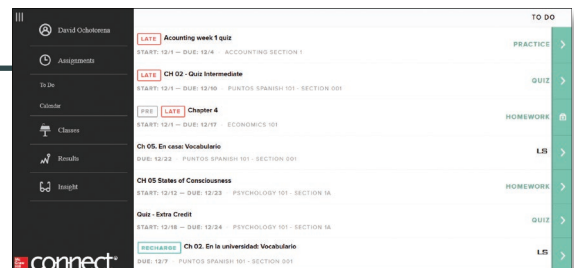 TO DO
David Ochotorena
Assignments
To Do
Calendar
Classes
Results
Insight
connect®
LATE Acounting week 1 quiz
START: 12/1 — DUE: 12/4 · ACCOUNTING SECTION 1
PRACTICE
LATE CH 02 - Quiz Intermediate
START: 12/1 — DUE: 12/10 · PUNTOS SPANISH 101 - SECTION 001
QUIZ
PRE LATE Chapter 4
START: 12/1 — DUE: 12/17 · ECONOMICS 101
HOMEWORK
Ch 05. En casa: Vocabulario
DUE: 12/22 · PUNTOS SPANISH 101 - SECTION 001
LS
CH 05 States of Consciousness
START: 12/12 — DUE: 12/23 · PSYCHOLOGY 101 - SECTION 1A
HOMEWORK
Quiz - Extra Credit
START: 12/18 — DUE: 12/24 · PSYCHOLOGY 101 - SECTION 1A
QUIZ
RECHARGE Ch 02. En la universidad: Vocabulario
DUE: 12/7 · PUNTOS SPANISH 101 - SECTION 001
LS